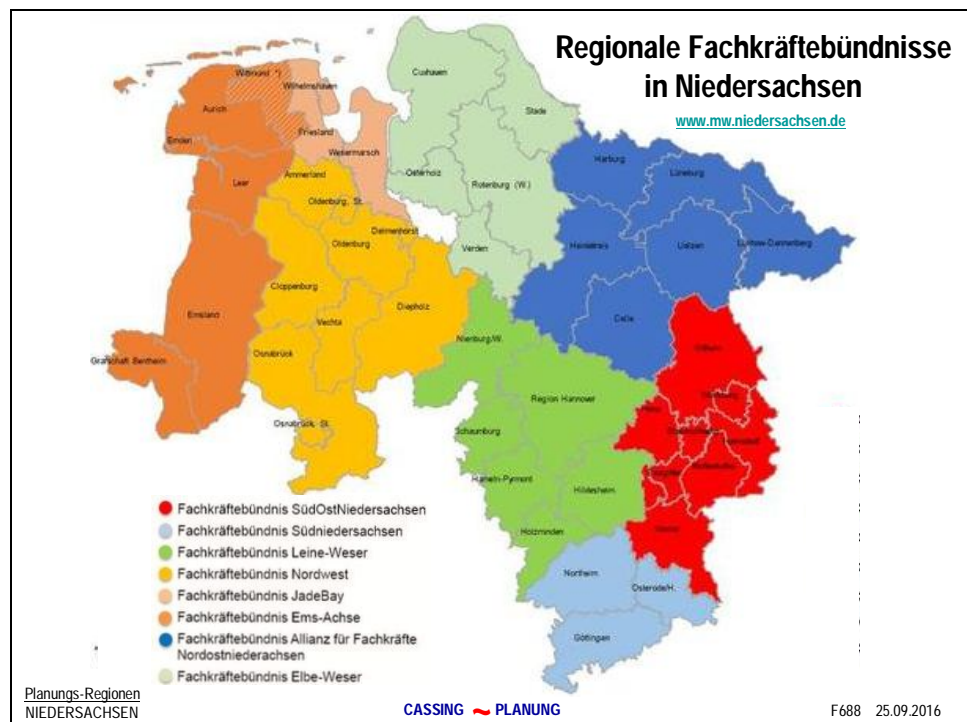 Regionale Fachkräftebündnisse
in Niedersachsen
www.mw.niedersachsen.de
Cuxhaven
Wittmund *)
Wilhelmshaven
Aurich
Stade
Friesland
Emden
Wesermarsch
Harburg
Lüneburg
Osterholz
Ammerland
Leer
Rotenburg (W.)
Oldenburg, St.
Delmenhorst
Oldenburg
Verden
Heidekreis
Uelzen
Lüchow-Dannenberg
Cloppenburg
Diepholz
Emsland
Vechta
Celle
Nienburg/W.
Osnabrück
Gifhorn
Grafschaft Bentheim
Region Hannover
Wolfsburg
Peine
Osnabrück, St.
Schaumburg
Hameln-Pyrmont
Hildesheim
Holzminden
Goslar
Northeim
Osterode/H.
Göttingen
Fachkräftebündnis SüdOstNiedersachsen
Fachkräftebündnis Südniedersachsen
Fachkräftebündnis Leine-Weser
Fachkräftebündnis Nordwest
Fachkräftebündnis JadeBay
Fachkräftebündnis Ems-Achse
Fachkräftebündnis Allianz für Fachkräfte
Nordostniederachsen
Fachkräftebündnis Elbe-Weser
Planungs-Regionen
NIEDERSACHSEN
CASSING ~ PLANUNG
F688 25.09.2016